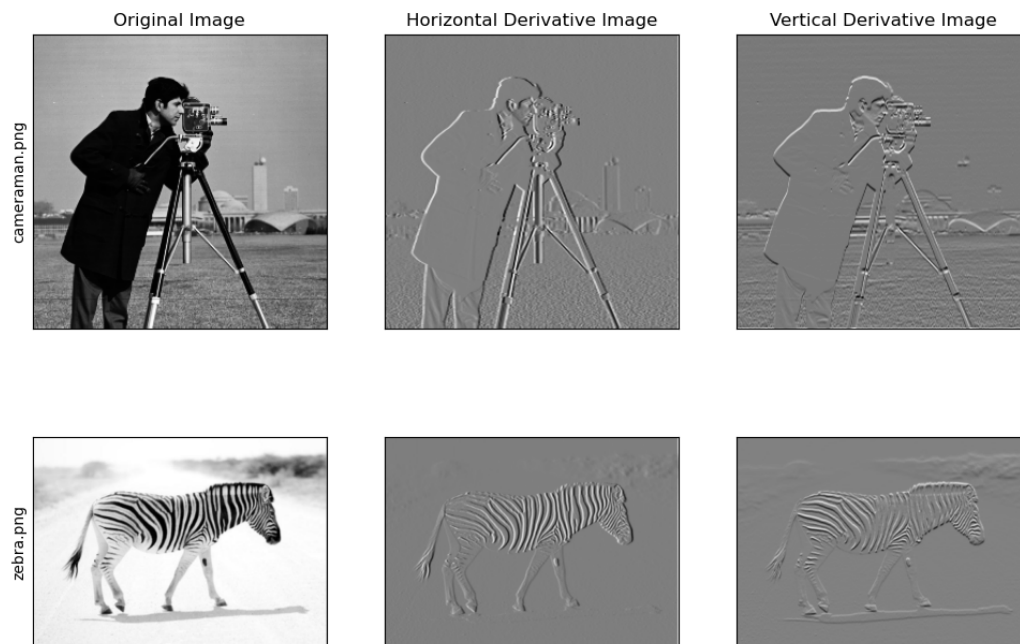 Original Image
Horizontal Derivative Image
Vertical Derivative Image
cameraman.png
zebra.png